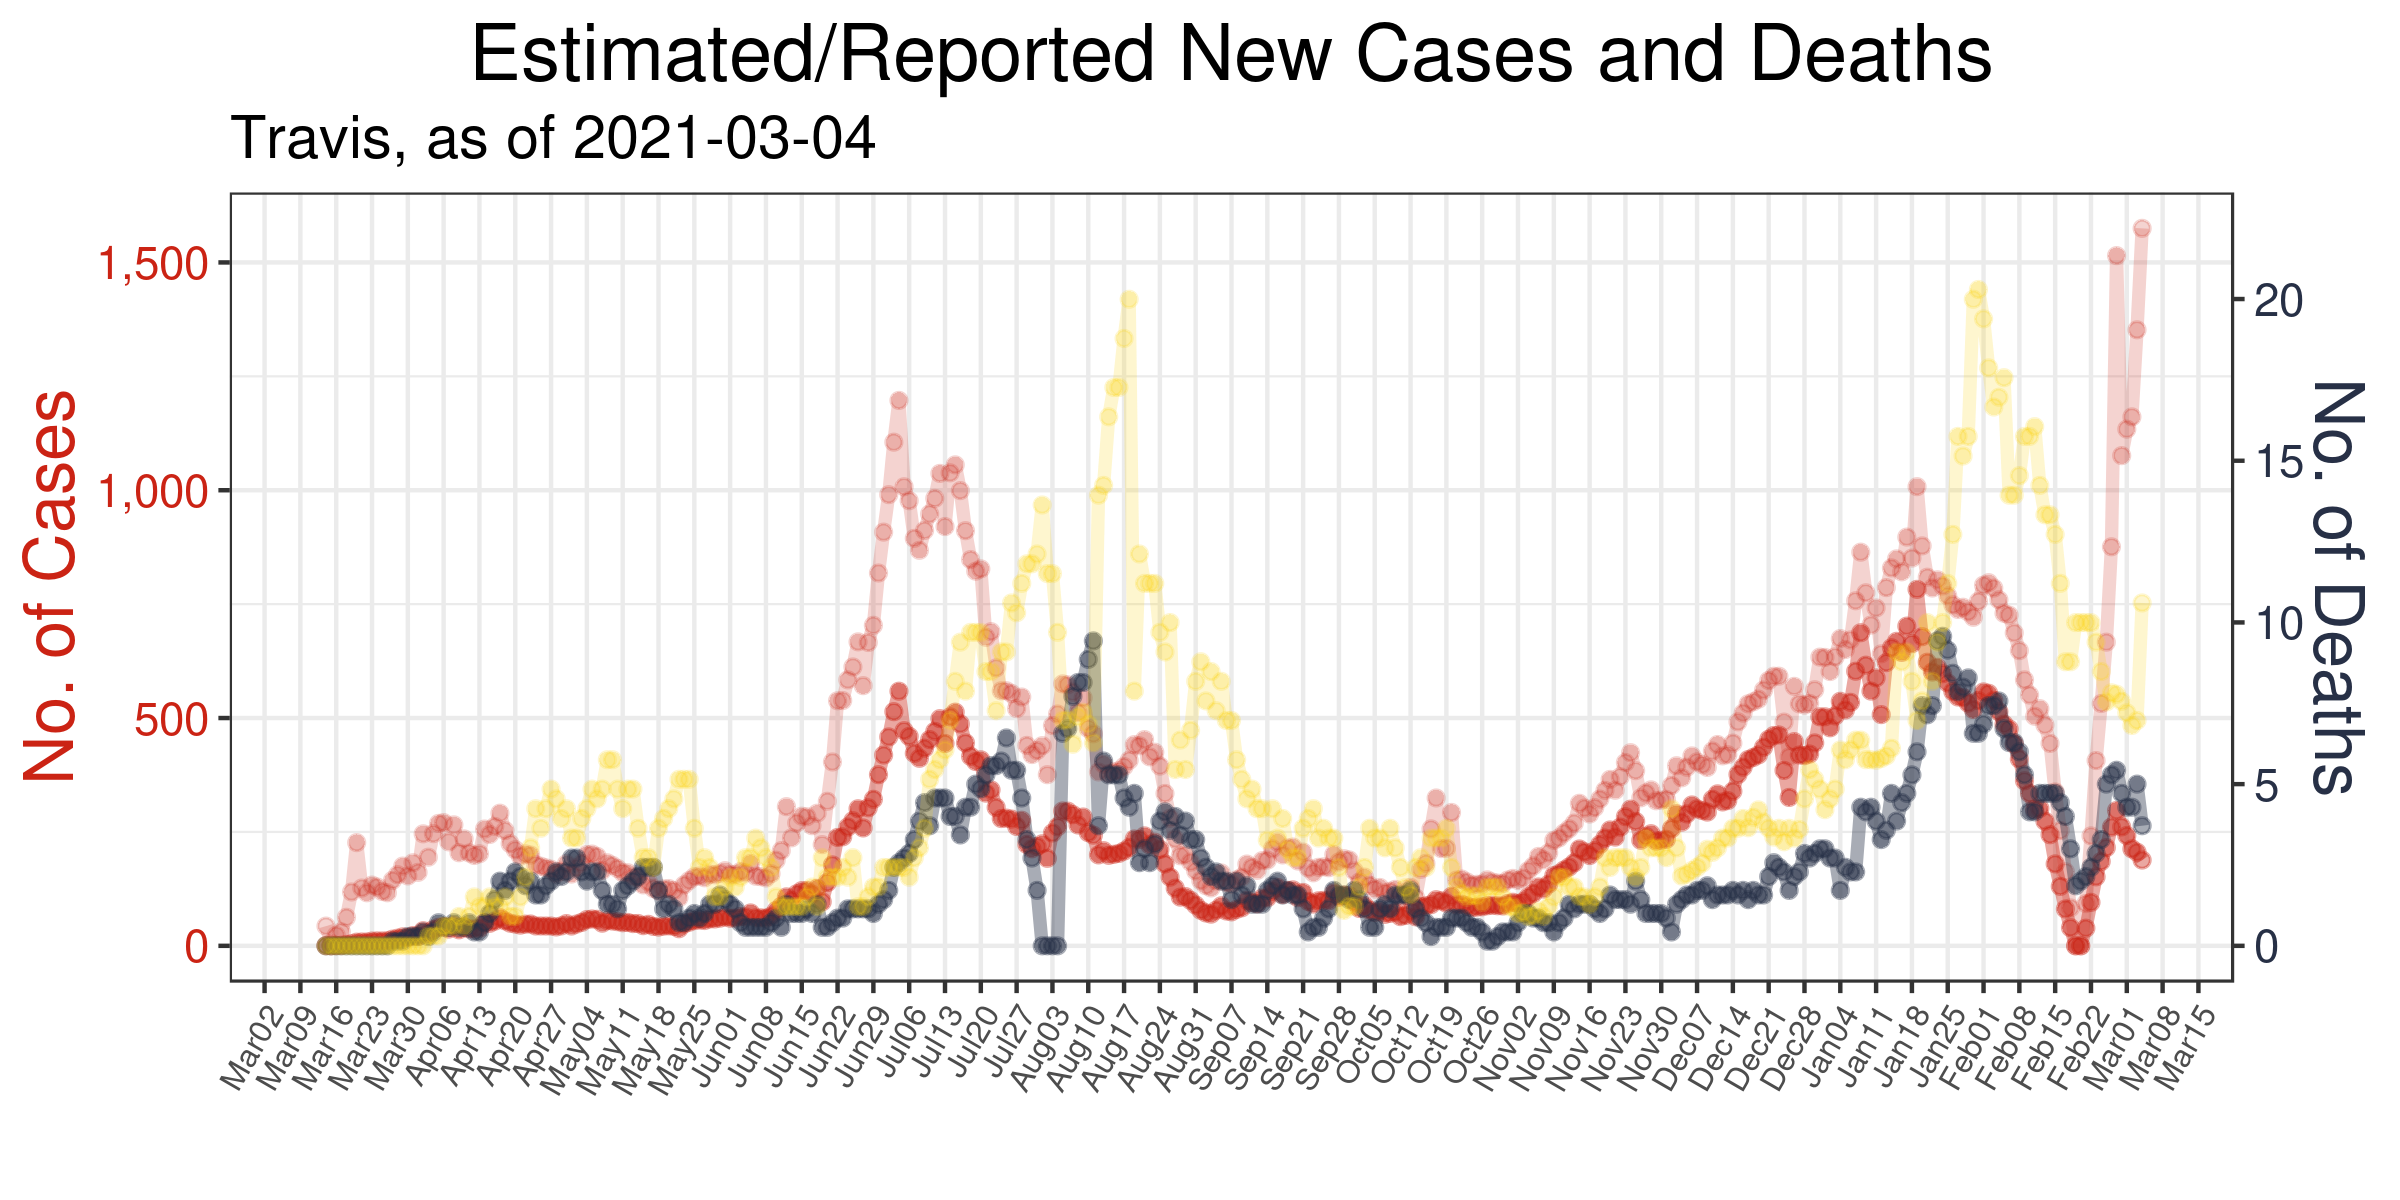 Estimated/Reported New Cases and Deaths
Travis, as of 2021-03-04
No. of Cases
1,500
1,000
500
0
20
15
10
5
0
No. of Deaths
Mar02 Mar09 Mar16 Mar23 Mar30 Apr06 Apr13 Apr20 Apr27 May04 May11 May18 May25 Jun01 Jun08 Jun15 Jun22 Jun29 Jul06 Jul13 Jul20 Jul27 Aug03 Aug10 Aug17 Aug24 Aug31 Sep07 Sep14 Sep21 Sep28 Oct05 Oct12 Oct19 Oct26 Nov02 Nov09 Nov16 Nov23 Nov30 Dec07 Dec14 Dec21 Dec28 Jan04 Jan11 Jan18 Jan25 Feb01 Feb08 Feb15 Feb22 Mar01 Mar08 Mar15